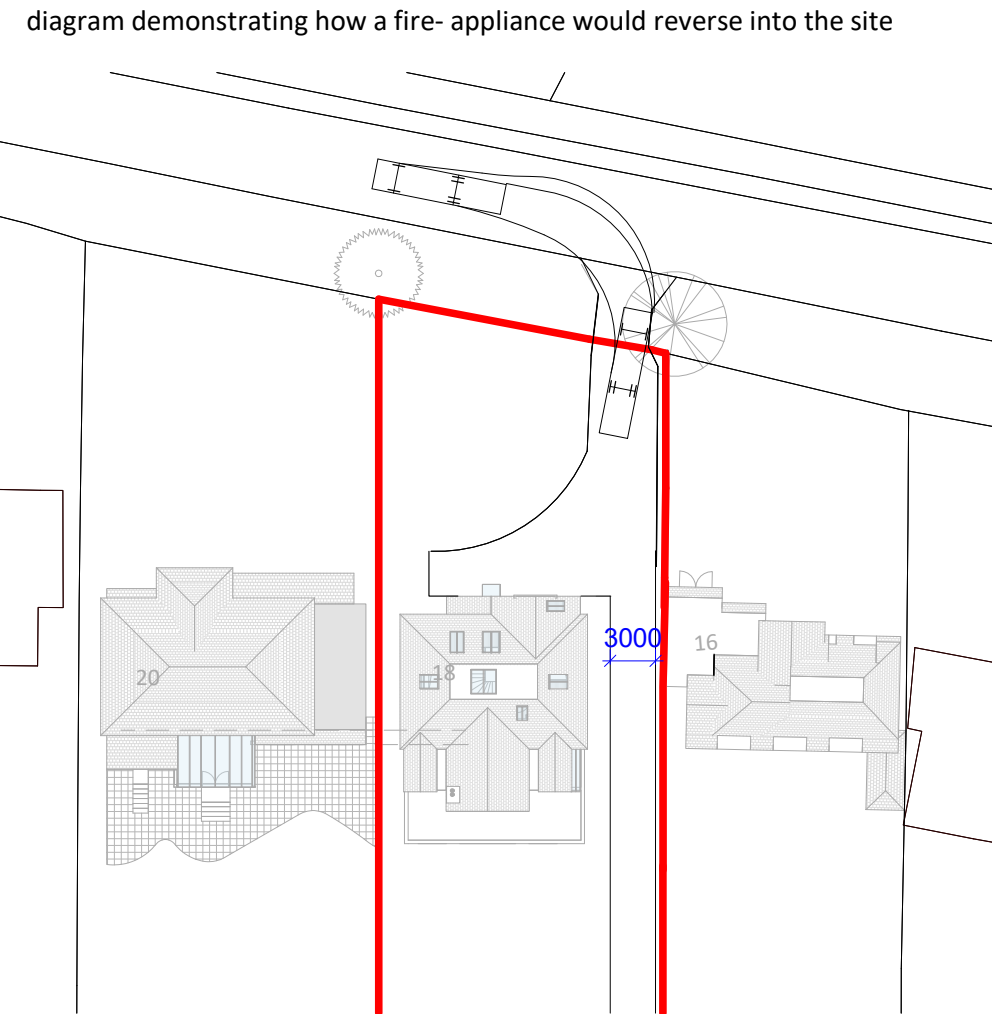 diagram demonstrating how a fire- appliance would reverse into the site
3000
16
20
18